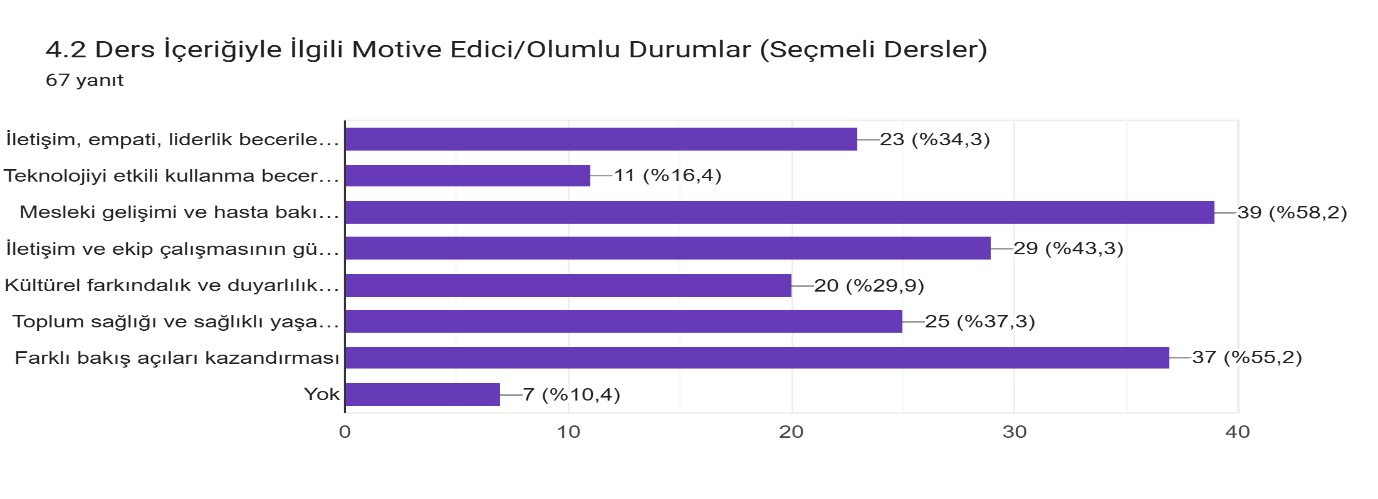 4.2 Ders İçeriğiyle İlgili Motive Edici/Olumlu Durumlar (Seçmeli Dersler)
67 yanıt
İletişim, empati, liderlik becerile… 23 (%34,3)
Teknolojiyi etkili kullanma becer… 11 (%16,4)
Mesleki gelişimi ve hasta bakı… 39 (%58,2)
İletişim ve ekip çalışmasının gü… 29 (%43,3)
Kültürel farkındalık ve duyarlılık… 20 (%29,9)
Toplum sağlığı ve sağlıklı yaşa… 25 (%37,3)
Farklı bakış açıları kazandırması 37 (%55,2)
Yok 7 (%10,4)
0 10 20 30 40